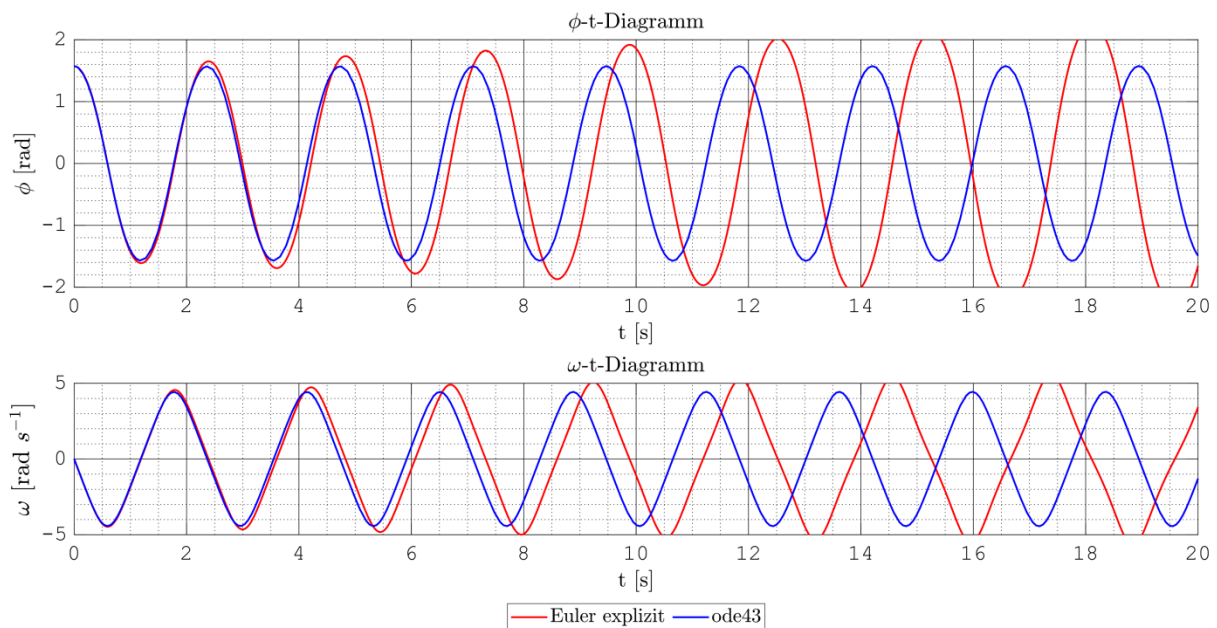 ϕ-t-Diagramm
ϕ [rad]
2
1
0
−1
−2
0 2 4 6 8 10 12 14 16 18 20
t [s]
ω-t-Diagramm
ω [rad s⁻¹]
5
0
−5
0 2 4 6 8 10 12 14 16 18 20
t [s]
Euler explizit ode43